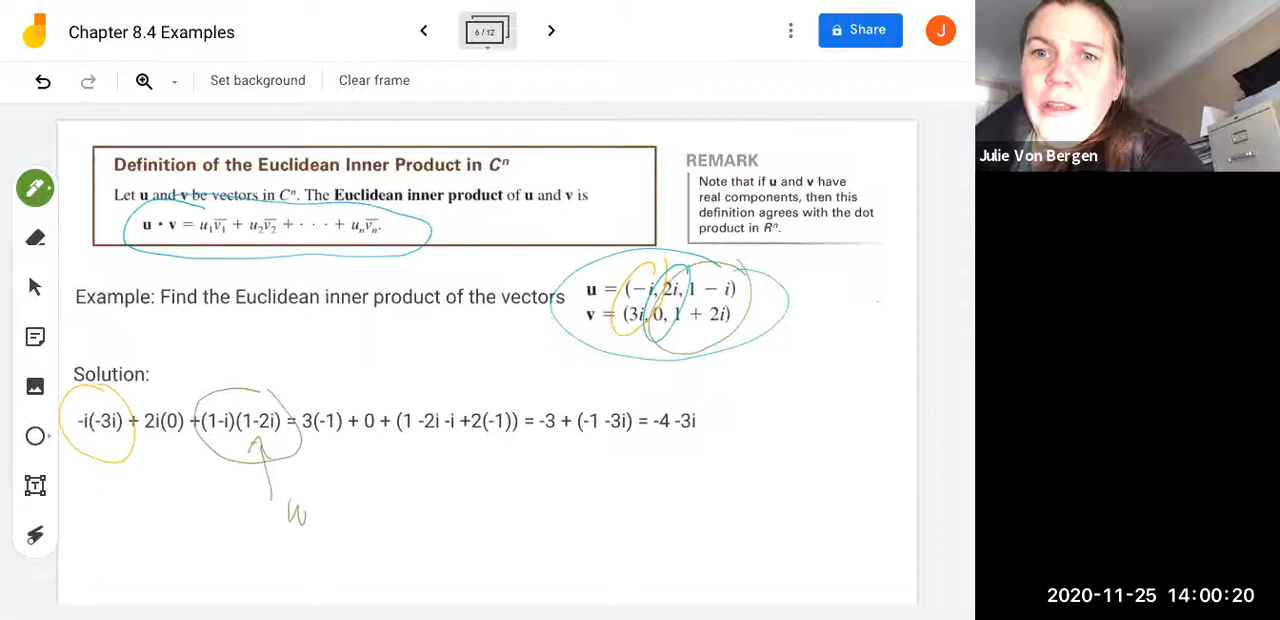 Chapter 8.4 Examples
6 / 12
Share
J
Set background
Clear frame
Definition of the Euclidean Inner Product in Cⁿ
Let u and v be vectors in Cⁿ. The Euclidean inner product of u and v is
u • v = u₁v̅₁ + u₂v̅₂ + · · · + uₙv̅ₙ.
REMARK
Note that if u and v have
real components, then this
definition agrees with the dot
product in Rⁿ.
Example: Find the Euclidean inner product of the vectors
u = (−i, 2i, 1 − i)
v = (3i, 0, 1 + 2i)
Solution:
-i(-3i) + 2i(0) +(1-i)(1-2i) = 3(-1) + 0 + (1 -2i -i +2(-1)) = -3 + (-1 -3i) = -4 -3i
Julie Von Bergen
2020-11-25 14:00:20